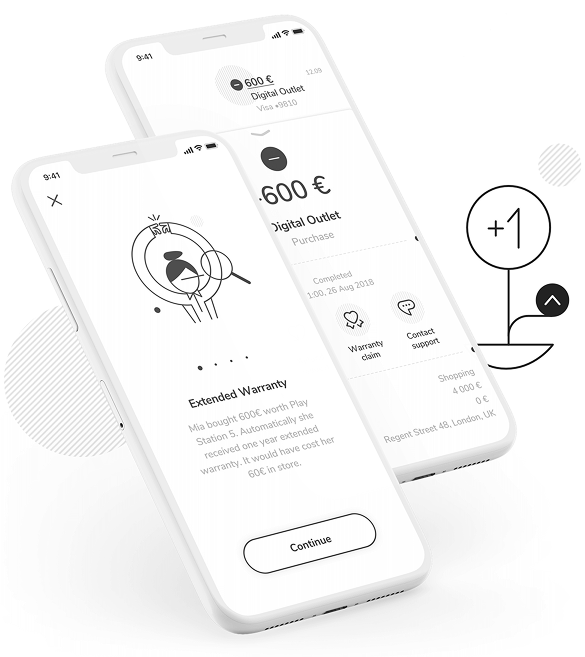 9:41
600 €
12:09
Digital Outlet
Visa •9810
-600 €
Digital Outlet
Purchase
Completed
1:00, 26 Aug 2018
Warranty
claim
Contact
support
Shopping
4 000 €
0 €
Regent Street 48, London, UK
9:41
Extended Warranty
Mia bought 600€ worth Play
Station 5. Automatically she
received one year extended
warranty. It would have cost her
60€ in store.
Continue
+1